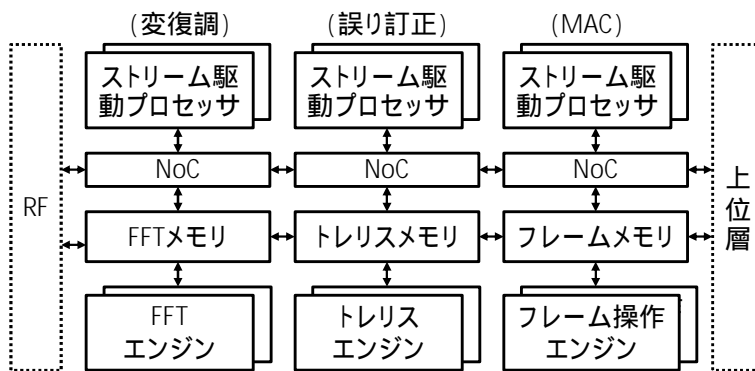 (変復調)
(誤り訂正)
(MAC)
ストリーム駆
動プロセッサ
ストリーム駆
動プロセッサ
ストリーム駆
動プロセッサ
RF
NoC
NoC
NoC
上位層
FFTメモリ
トレリスメモリ
フレームメモリ
FFT
エンジン
トレリス
エンジン
フレーム操作
エンジン